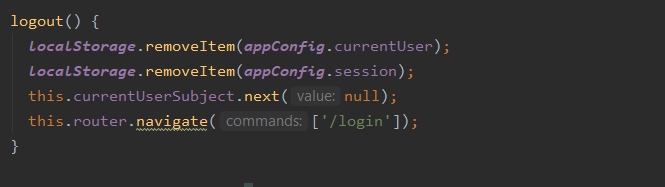 logout() {
localStorage.removeItem(appConfig.currentUser);
localStorage.removeItem(appConfig.session);
this.currentUserSubject.next( value: null);
this.router.navigate( commands: ['/login']);
}